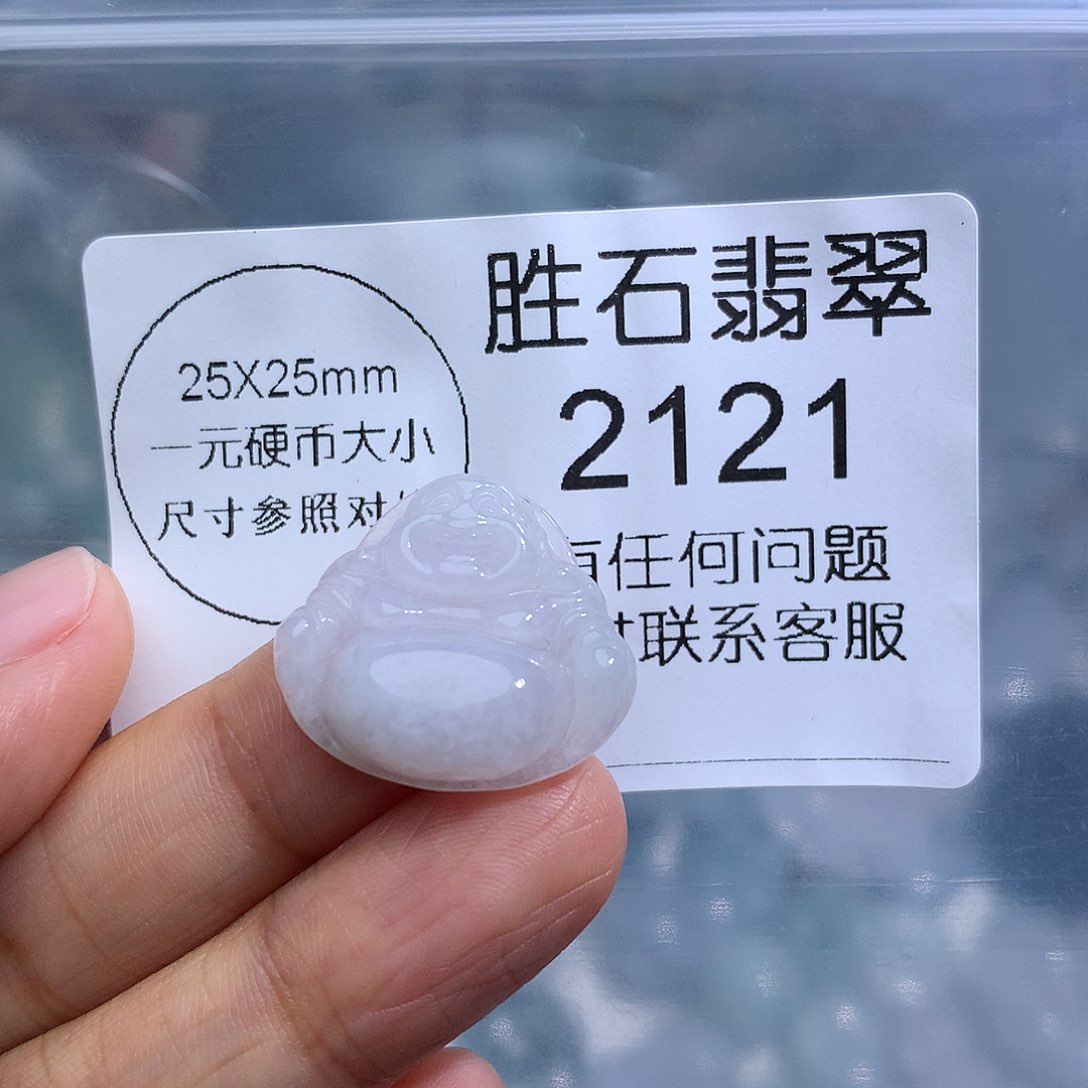 胜石翡翠
2121
25X25mm
一元硬币大小
尺寸参照对
任何问题
联系客服